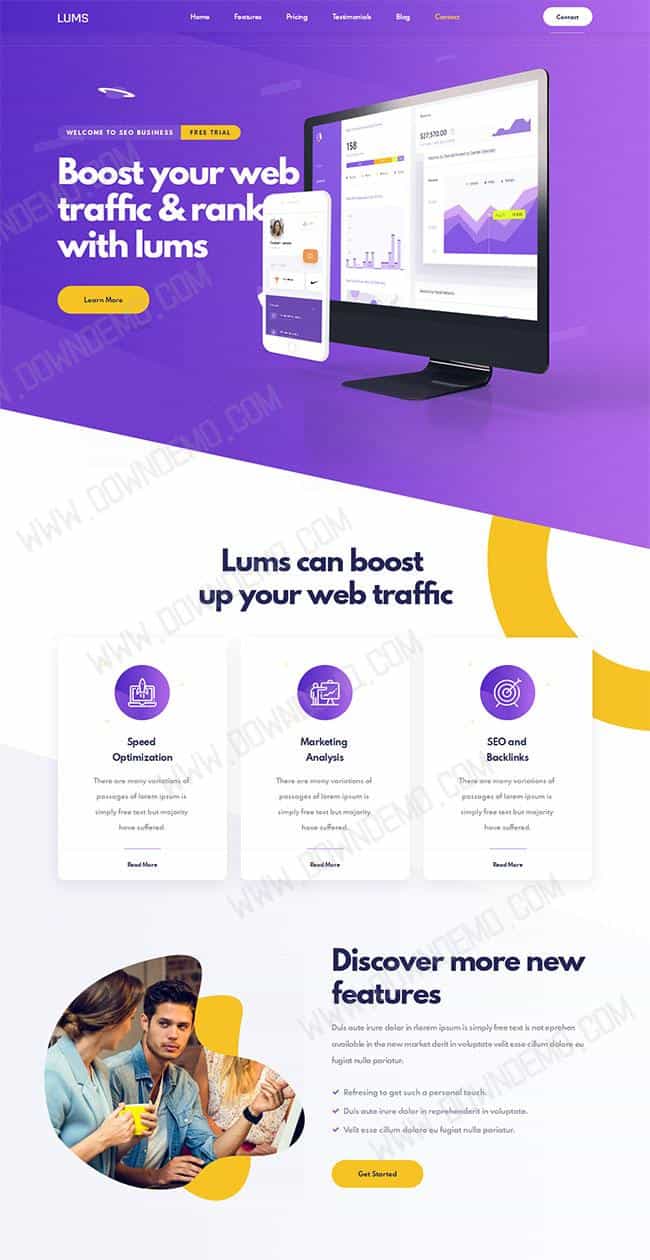 LUMS
Home Features Pricing Testimonials Blog Contact
Contact
WELCOME TO SEO BUSINESS FREE TRIAL
Boost your web
traffic & rank
with lums
Learn More
158
$27,570.00
WWW.DOWNDEMO.COM
Lums can boost
up your web traffic
Speed
Optimization
There are many variations of
passages of lorem ipsum is
simply free text but majority
have suffered.
Read More
Marketing
Analysis
There are many variations of
passages of lorem ipsum is
simply free text but majority
have suffered.
Read More
SEO and
Backlinks
There are many variations of
passages of lorem ipsum is
simply free text but majority
have suffered.
Read More
Discover more new
features
Duis aute irure dolor in rierem ipsum is simply free text is not eprehen
available in the new market derit in voluptate velit esse cillum dolore eu
fugiat nulla pariatur.
Refresing to get such a personal touch.
Duis aute irure dolor in reprehenderit in voluptate.
Velit esse cillum dolore eu fugiat nulla pariatur.
Get Started